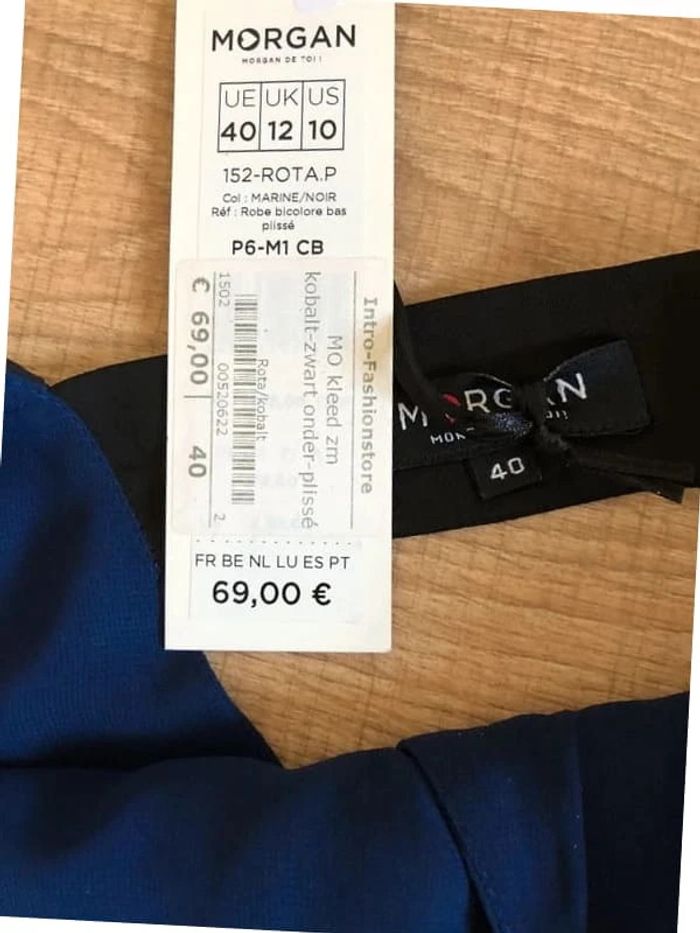 MORGAN
MORGAN DE TOI !
UE UK US
40 12 10
152-ROTA.P
Col : MARINE/NOIR
Réf : Robe bicolore bas
plissé
P6-M1 CB
Intro-Fashionstore
MO kleed zm
kobalt-zwart onder-plissé
Rota/kobalt
00520622 2
1502
€ 69,00 40
FR BE NL LU ES PT
69,00 €
40